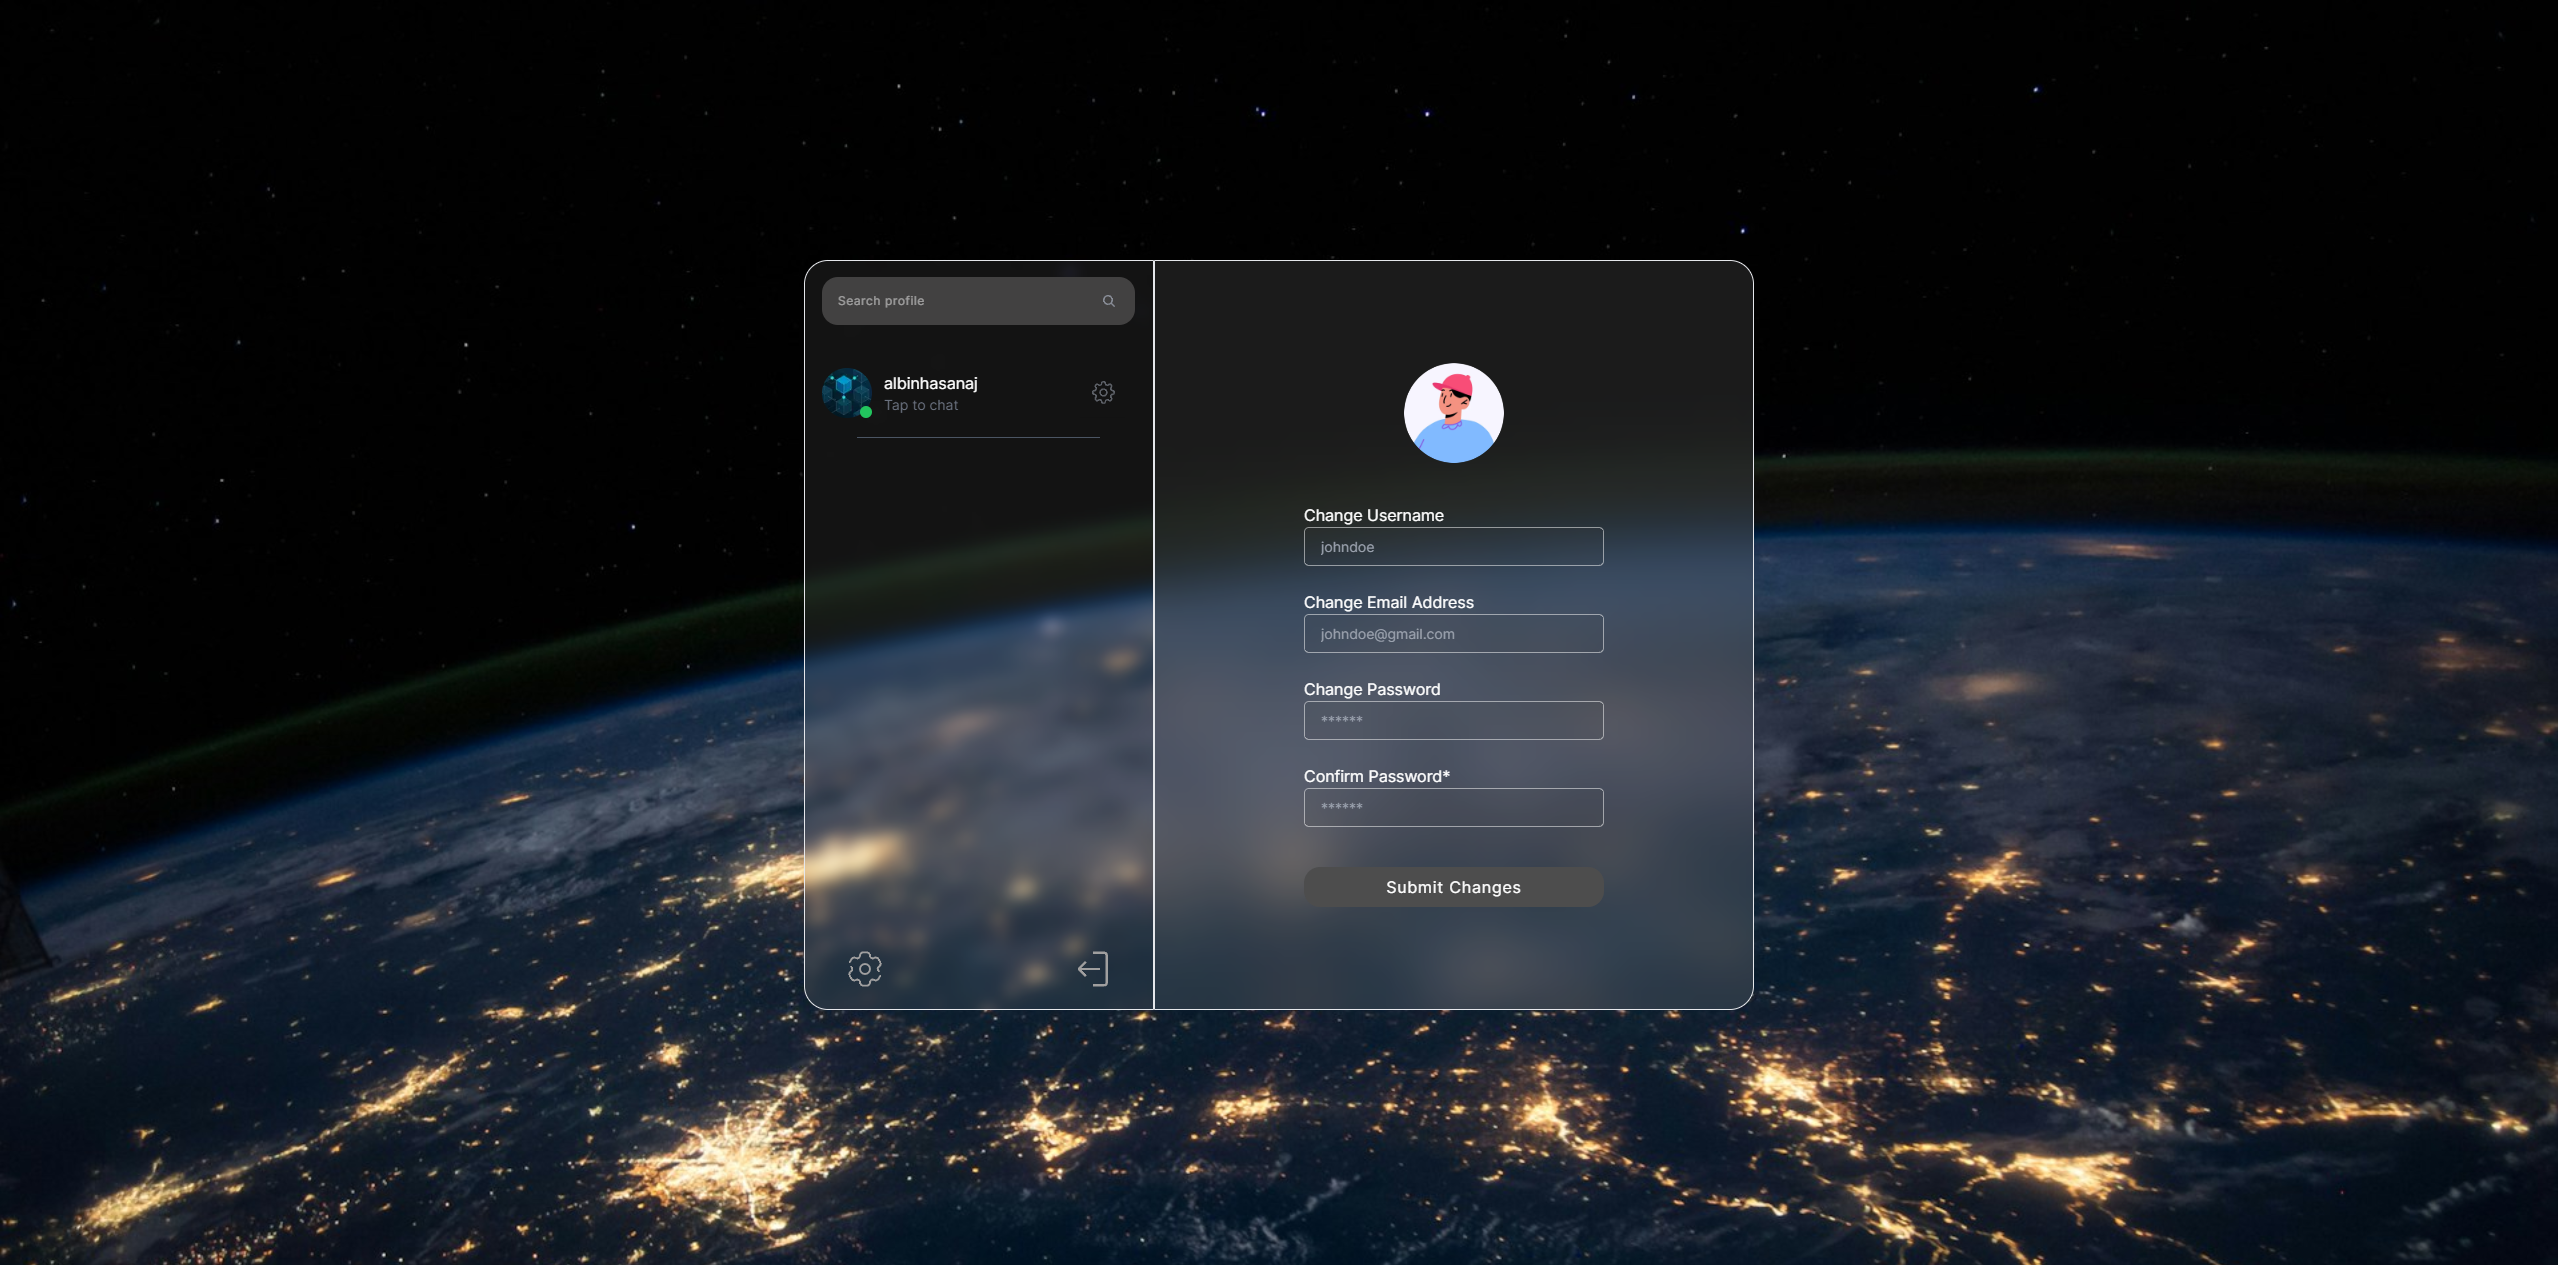 Search profile
albinhasanaj
Tap to chat
Change Username
johndoe
Change Email Address
johndoe@gmail.com
Change Password
******
Confirm Password*
******
Submit Changes